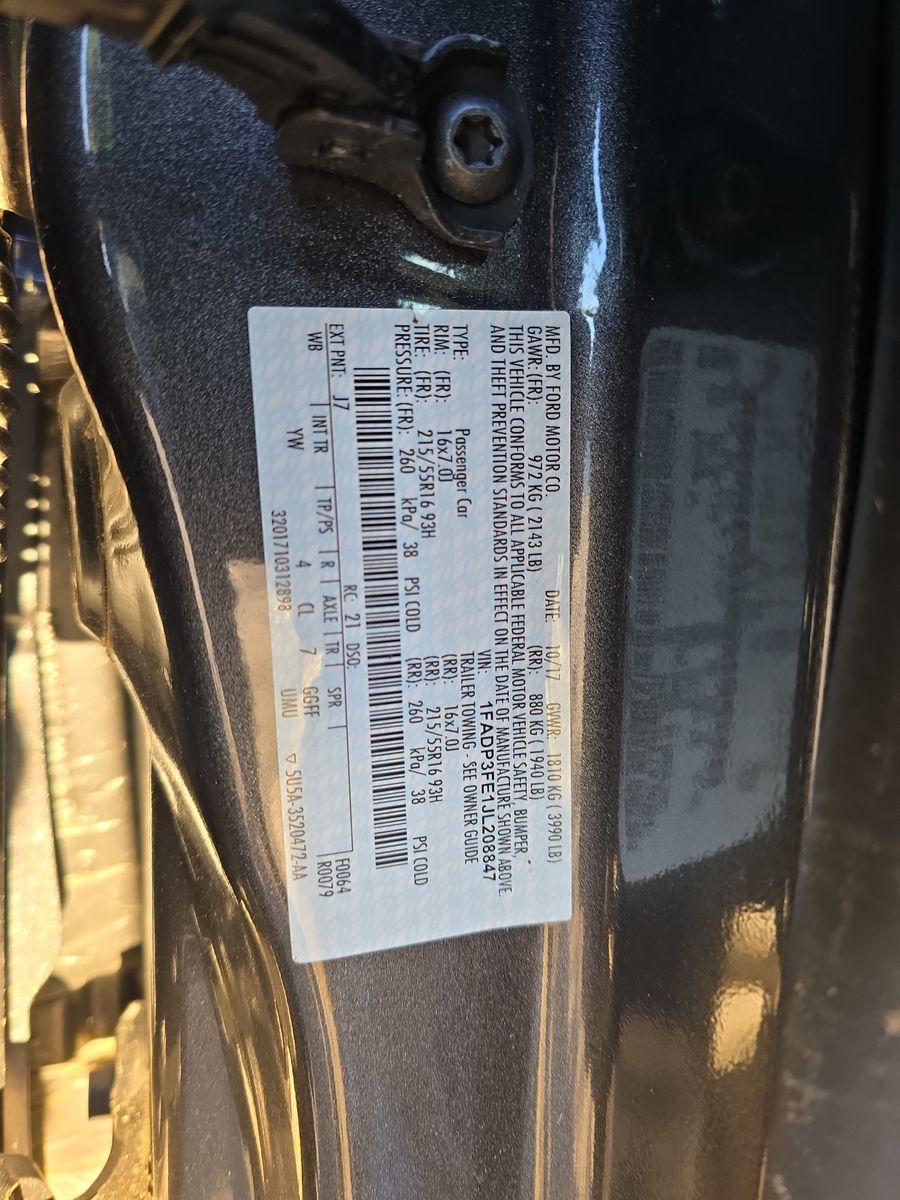 MFD. BY FORD MOTOR CO. DATE: 10/17 GVWR: 1810 KG ( 3990 LB)
GAWR: (FR): 972 KG ( 2143 LB) (RR): 880 KG ( 1940 LB)
THIS VEHICLE CONFORMS TO ALL APPLICABLE FEDERAL MOTOR VEHICLE SAFETY, BUMPER,
AND THEFT PREVENTION STANDARDS IN EFFECT ON THE DATE OF MANUFACTURE SHOWN ABOVE.
VIN: 1FADP3FE1JL208847
TYPE: Passenger Car TRAILER TOWING - SEE OWNER GUIDE
RIM: (FR): 16x7.0J (RR): 16x7.0J
TIRE: (FR): 215/55R16 93H (RR): 215/55R16 93H
PRESSURE: (FR): 260 kPa/ 38 PSI COLD (RR): 260 kPa/ 38 PSI COLD
RC: 21 DSO: F0064
EXT PNT: J7 INT TR TP/PS R AXLE TR SPR R0079
WB YW 4 CL 7 GGFF
3201710312898 UMU ▽ 5U5A-3520472-AA